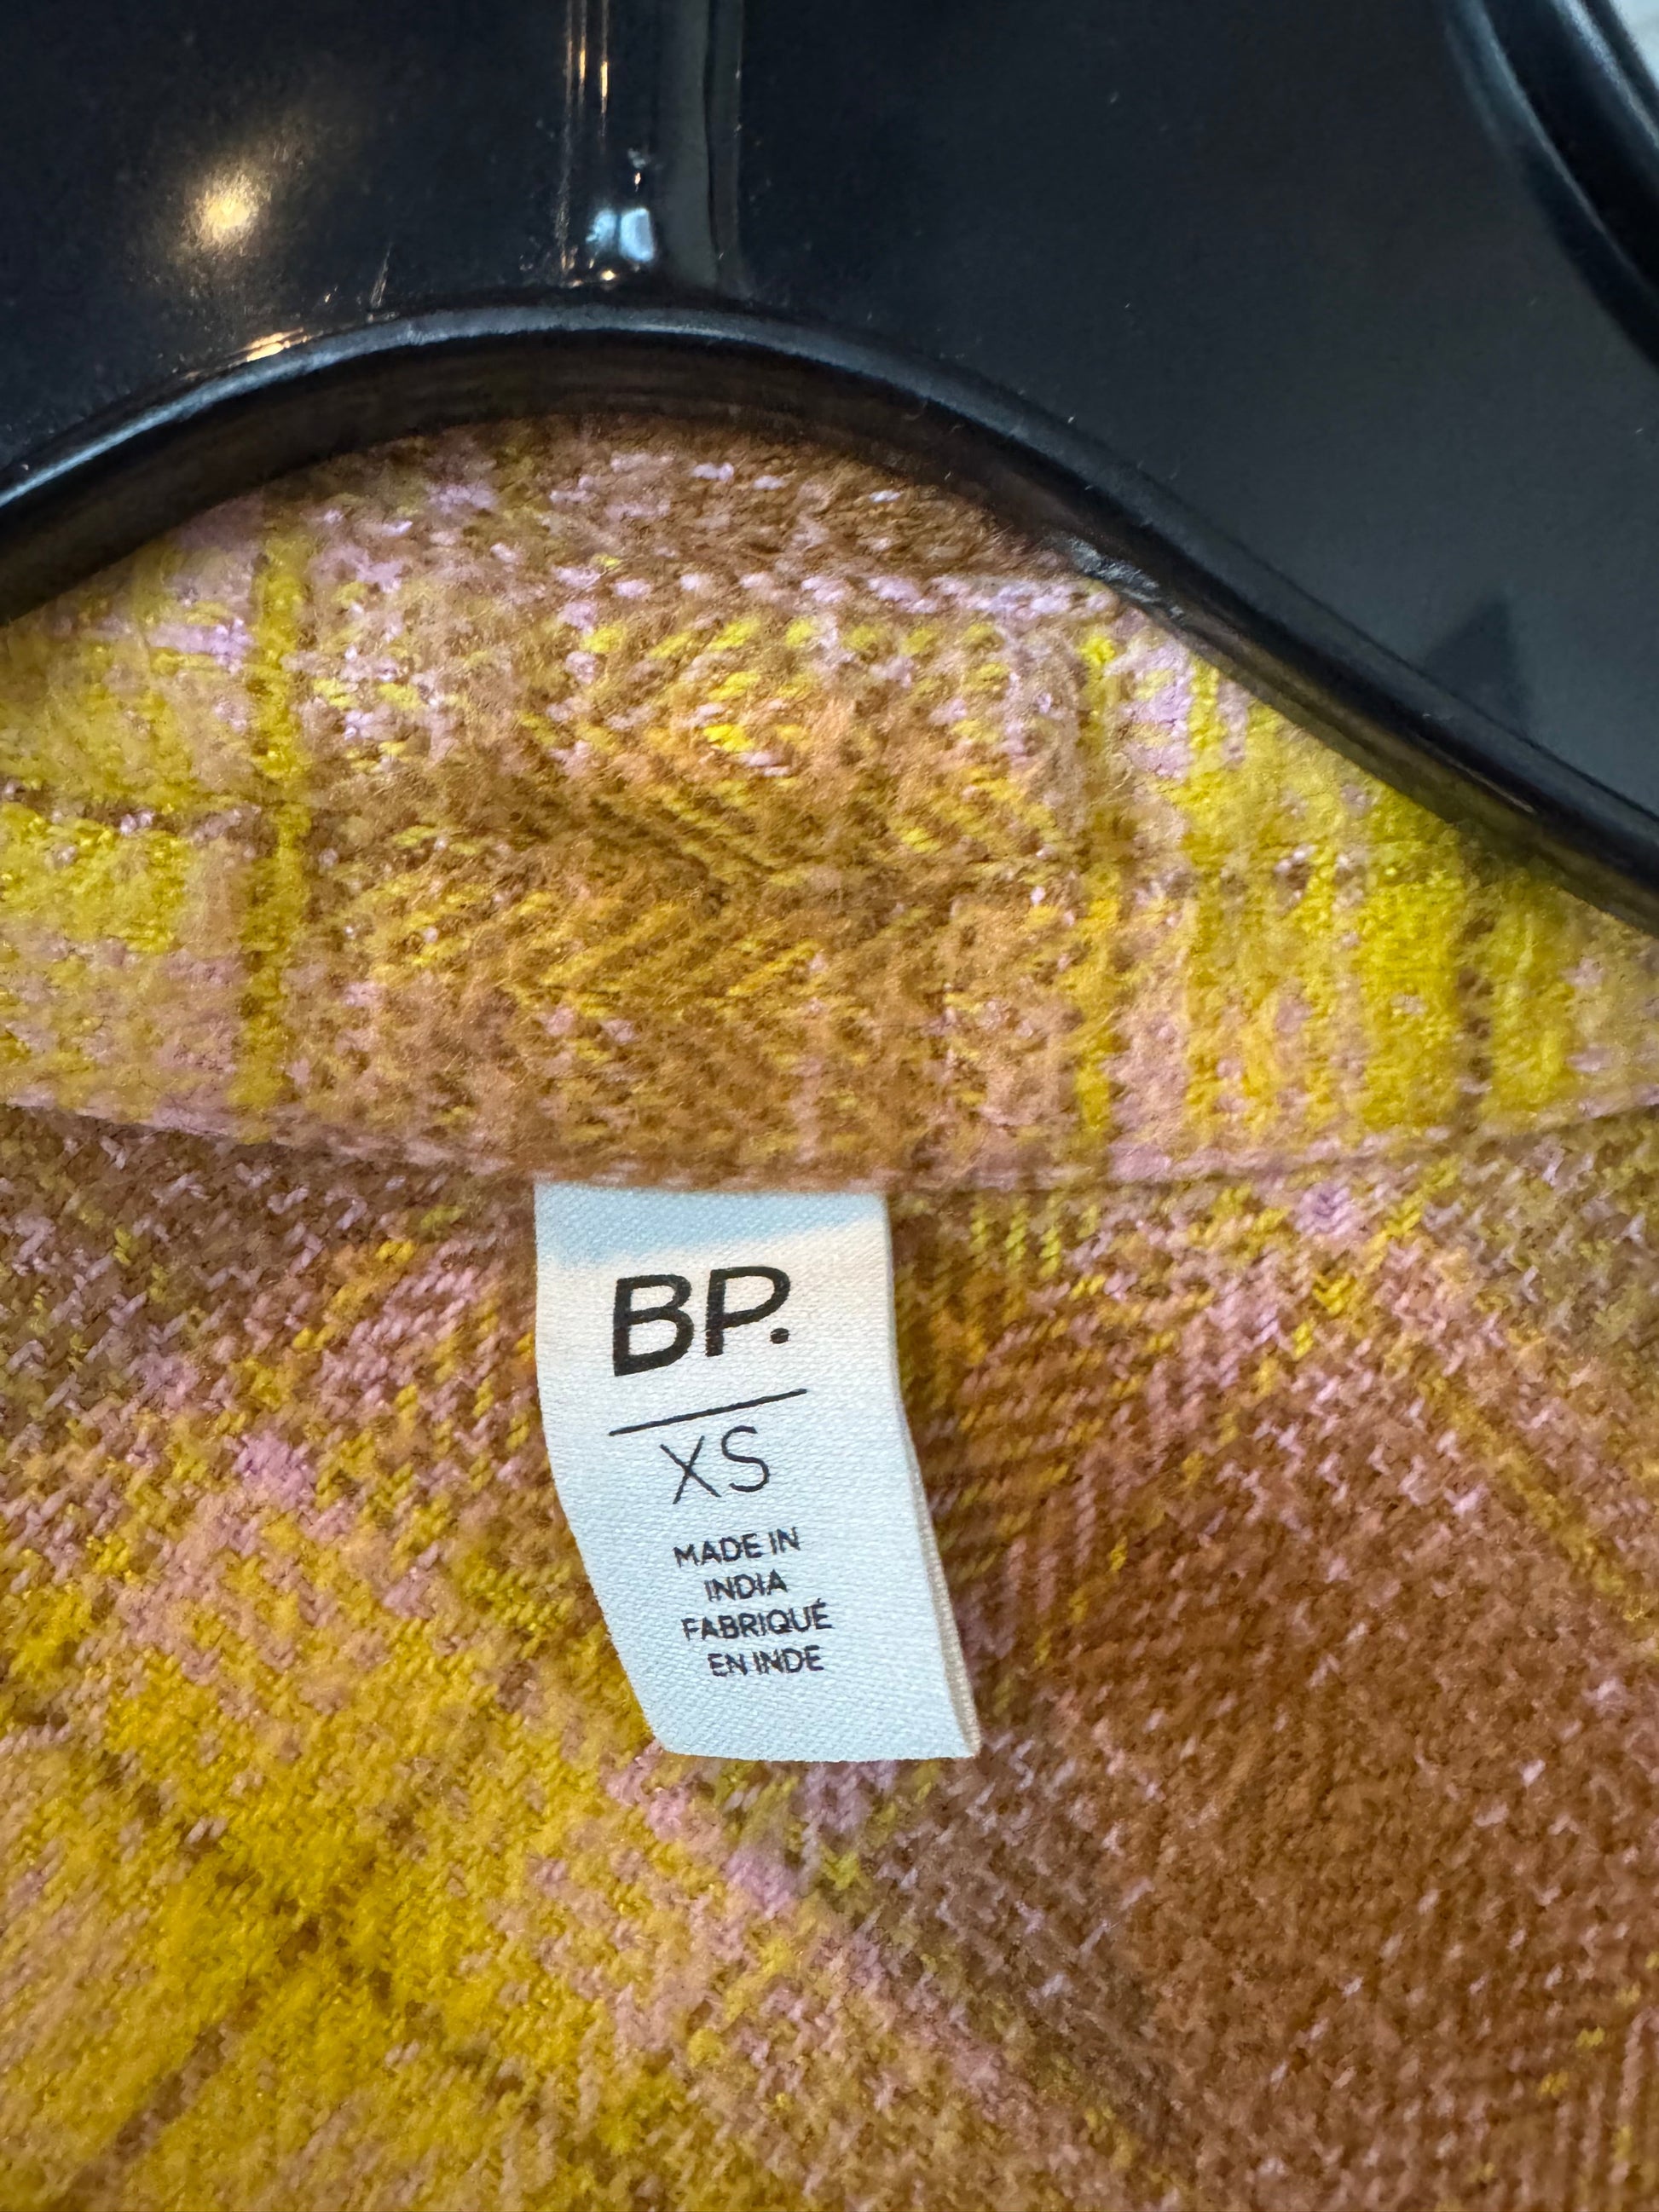 BP.
XS
MADE IN
INDIA
FABRIQUÉ
EN INDE